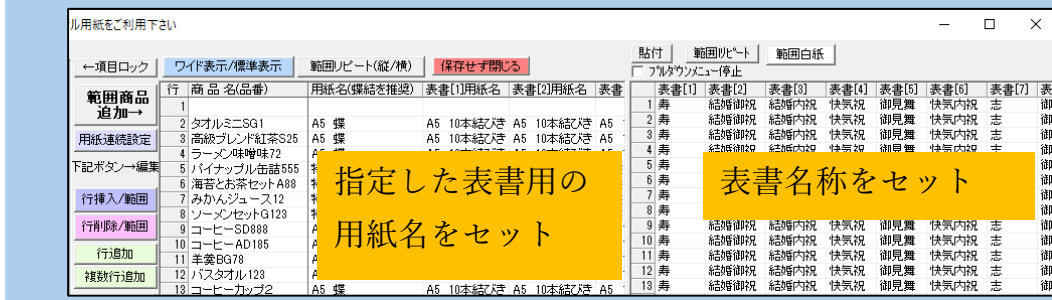 ル用紙をご利用下さい
←項目ロック ワイド表示/標準表示 範囲リピート(縦/横) 保存せず閉じる
貼付 範囲リピート 範囲白紙
プルダウンメニュー停止
範囲商品
追加→
用紙連続設定
下記ボタン→編集
行挿入/範囲
行削除/範囲
行追加
複数行追加
行 商 品 名(品番) 用紙名(蝶結を推奨) 表書[1]用紙名 表書[2]用紙名 表書
1
2 タオルミニSG1 A5 蝶 A5 10本結びき A5 10本結びき A5
3 高級ブレンド紅茶S25 A5 蝶 A5 10本結びき A5 10本結びき A5
4 ラーメン味噌味72
5 パイナップル缶詰555
6 海苔とお茶セットA88
7 みかんジュース12
8 ソーメンセットG123
9 コーヒーSD888
10 コーヒーAD185
11 羊羹BG78
12 バスタオル123
13 コーヒーカップ2 A5 蝶 A5 10本結びき A5 10本結びき A5
指定した表書用の
用紙名をセット
表書[1] 表書[2] 表書[3] 表書[4] 表書[5] 表書[6] 表書[7]
1 寿 結婚御祝 結婚内祝 快気祝 御見舞 快気内祝 志
2 寿 結婚御祝 結婚内祝 快気祝 御見舞 快気内祝 志
3 寿 結婚御祝 結婚内祝 快気祝 御見舞 快気内祝 志
4 寿 結婚御祝 結婚内祝 快気祝 御見舞 快気内祝 志
5 寿
6 寿
7 寿
8 寿
9 寿 結婚御祝 結婚内祝 快気祝 御見舞 快気内祝 志
10 寿 結婚御祝 結婚内祝 快気祝 御見舞 快気内祝 志
11 寿 結婚御祝 結婚内祝 快気祝 御見舞 快気内祝 志
12 寿 結婚御祝 結婚内祝 快気祝 御見舞 快気内祝 志
13 寿 結婚御祝 結婚内祝 快気祝 御見舞 快気内祝 志
表書名称をセット